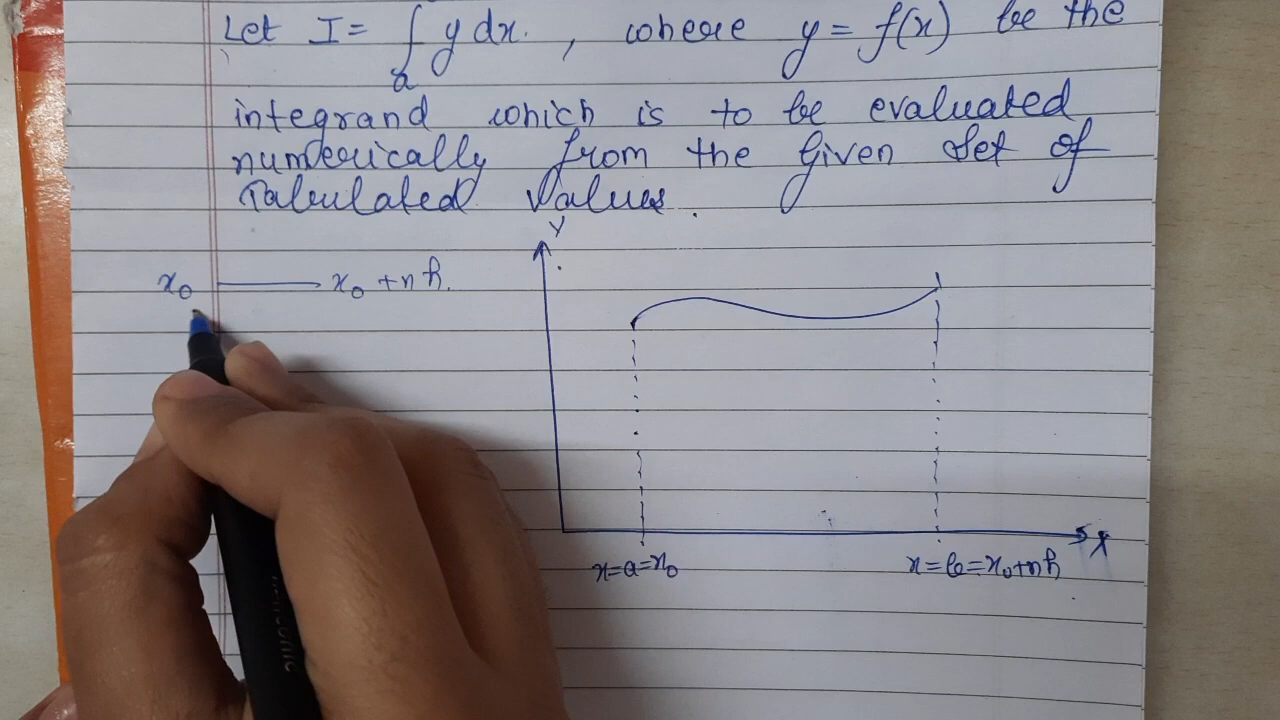 Let I = ∫ₐ y dx. , where y = f(x) be the
integrand which is to be evaluated
numerically from the given set of
Tabulated values.
Y
x₀ — x₀ + nh.
X
x=a=x₀ x=b=x₀+nh